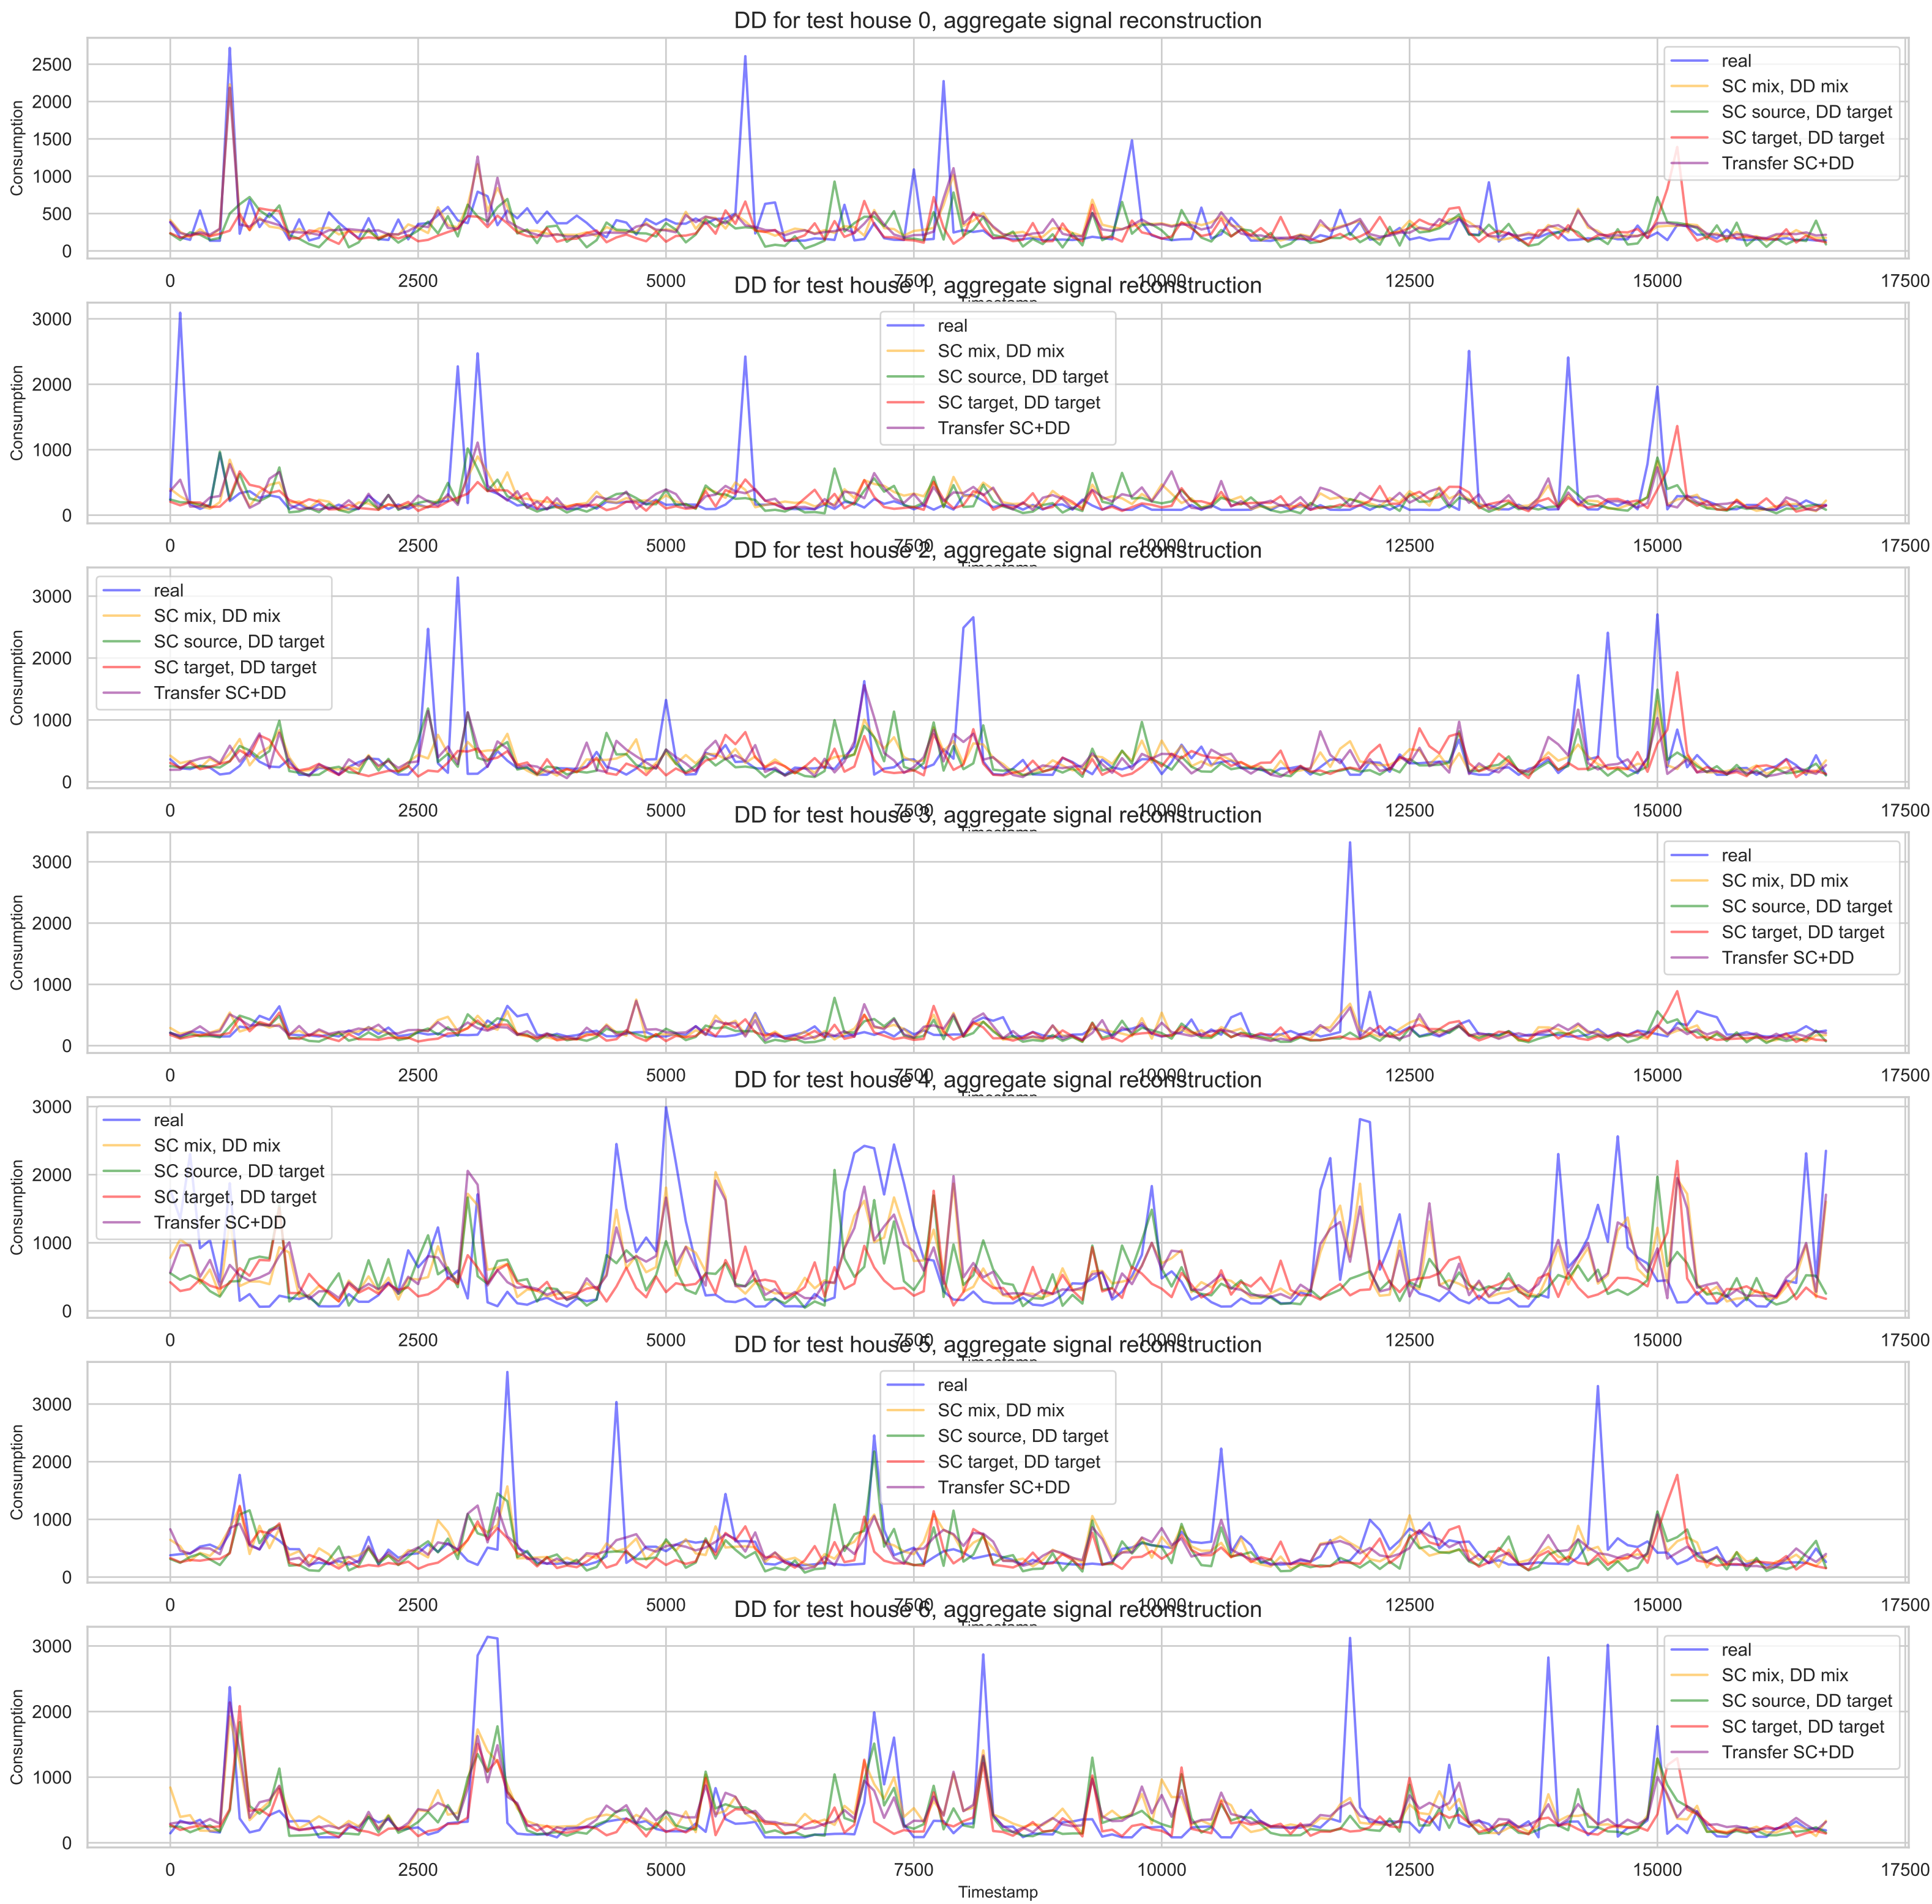 DD for test house 0, aggregate signal reconstruction
2500
2000
1500
1000
500
0
Consumption
real
SC mix, DD mix
SC source, DD target
SC target, DD target
Transfer SC+DD
0 2500 5000 7500 10000 12500 15000 17500
Timestamp
DD for test house 1, aggregate signal reconstruction
3000
2000
1000
0
Consumption
real
SC mix, DD mix
SC source, DD target
SC target, DD target
Transfer SC+DD
0 2500 5000 7500 10000 12500 15000 17500
Timestamp
DD for test house 2, aggregate signal reconstruction
3000
2000
1000
0
Consumption
real
SC mix, DD mix
SC source, DD target
SC target, DD target
Transfer SC+DD
0 2500 5000 7500 10000 12500 15000 17500
Timestamp
DD for test house 3, aggregate signal reconstruction
3000
2000
1000
0
Consumption
real
SC mix, DD mix
SC source, DD target
SC target, DD target
Transfer SC+DD
0 2500 5000 7500 10000 12500 15000 17500
Timestamp
DD for test house 4, aggregate signal reconstruction
3000
2000
1000
0
Consumption
real
SC mix, DD mix
SC source, DD target
SC target, DD target
Transfer SC+DD
0 2500 5000 7500 10000 12500 15000 17500
Timestamp
DD for test house 5, aggregate signal reconstruction
3000
2000
1000
0
Consumption
real
SC mix, DD mix
SC source, DD target
SC target, DD target
Transfer SC+DD
0 2500 5000 7500 10000 12500 15000 17500
Timestamp
DD for test house 6, aggregate signal reconstruction
3000
2000
1000
0
Consumption
real
SC mix, DD mix
SC source, DD target
SC target, DD target
Transfer SC+DD
0 2500 5000 7500 10000 12500 15000 17500
Timestamp